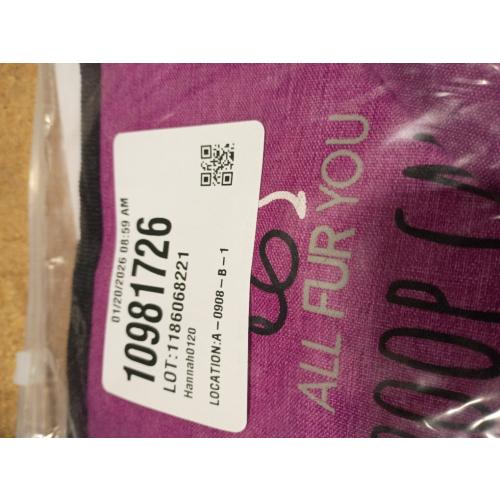 01/20/2026 08:59 AM
10981726
LOT:1186068221
Hannah0120
LOCATION:A-0908-B-1
ALL FUR YOU